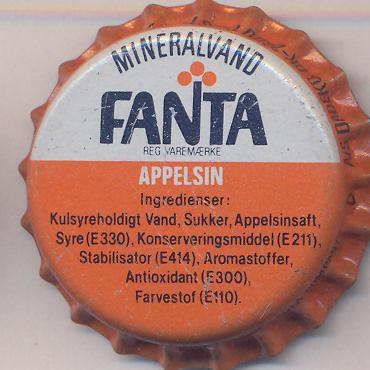 MINERALVAND
FANTA
REG. VAREMÆRKE
APPELSIN
Ingredienser:
Kulsyreholdigt Vand, Sukker, Appelsinsaft,
Syre (E330), Konserveringsmiddel (E211),
Stabilisator (E414), Aromastoffer,
Antioxidant (E300),
Farvestof (E110).